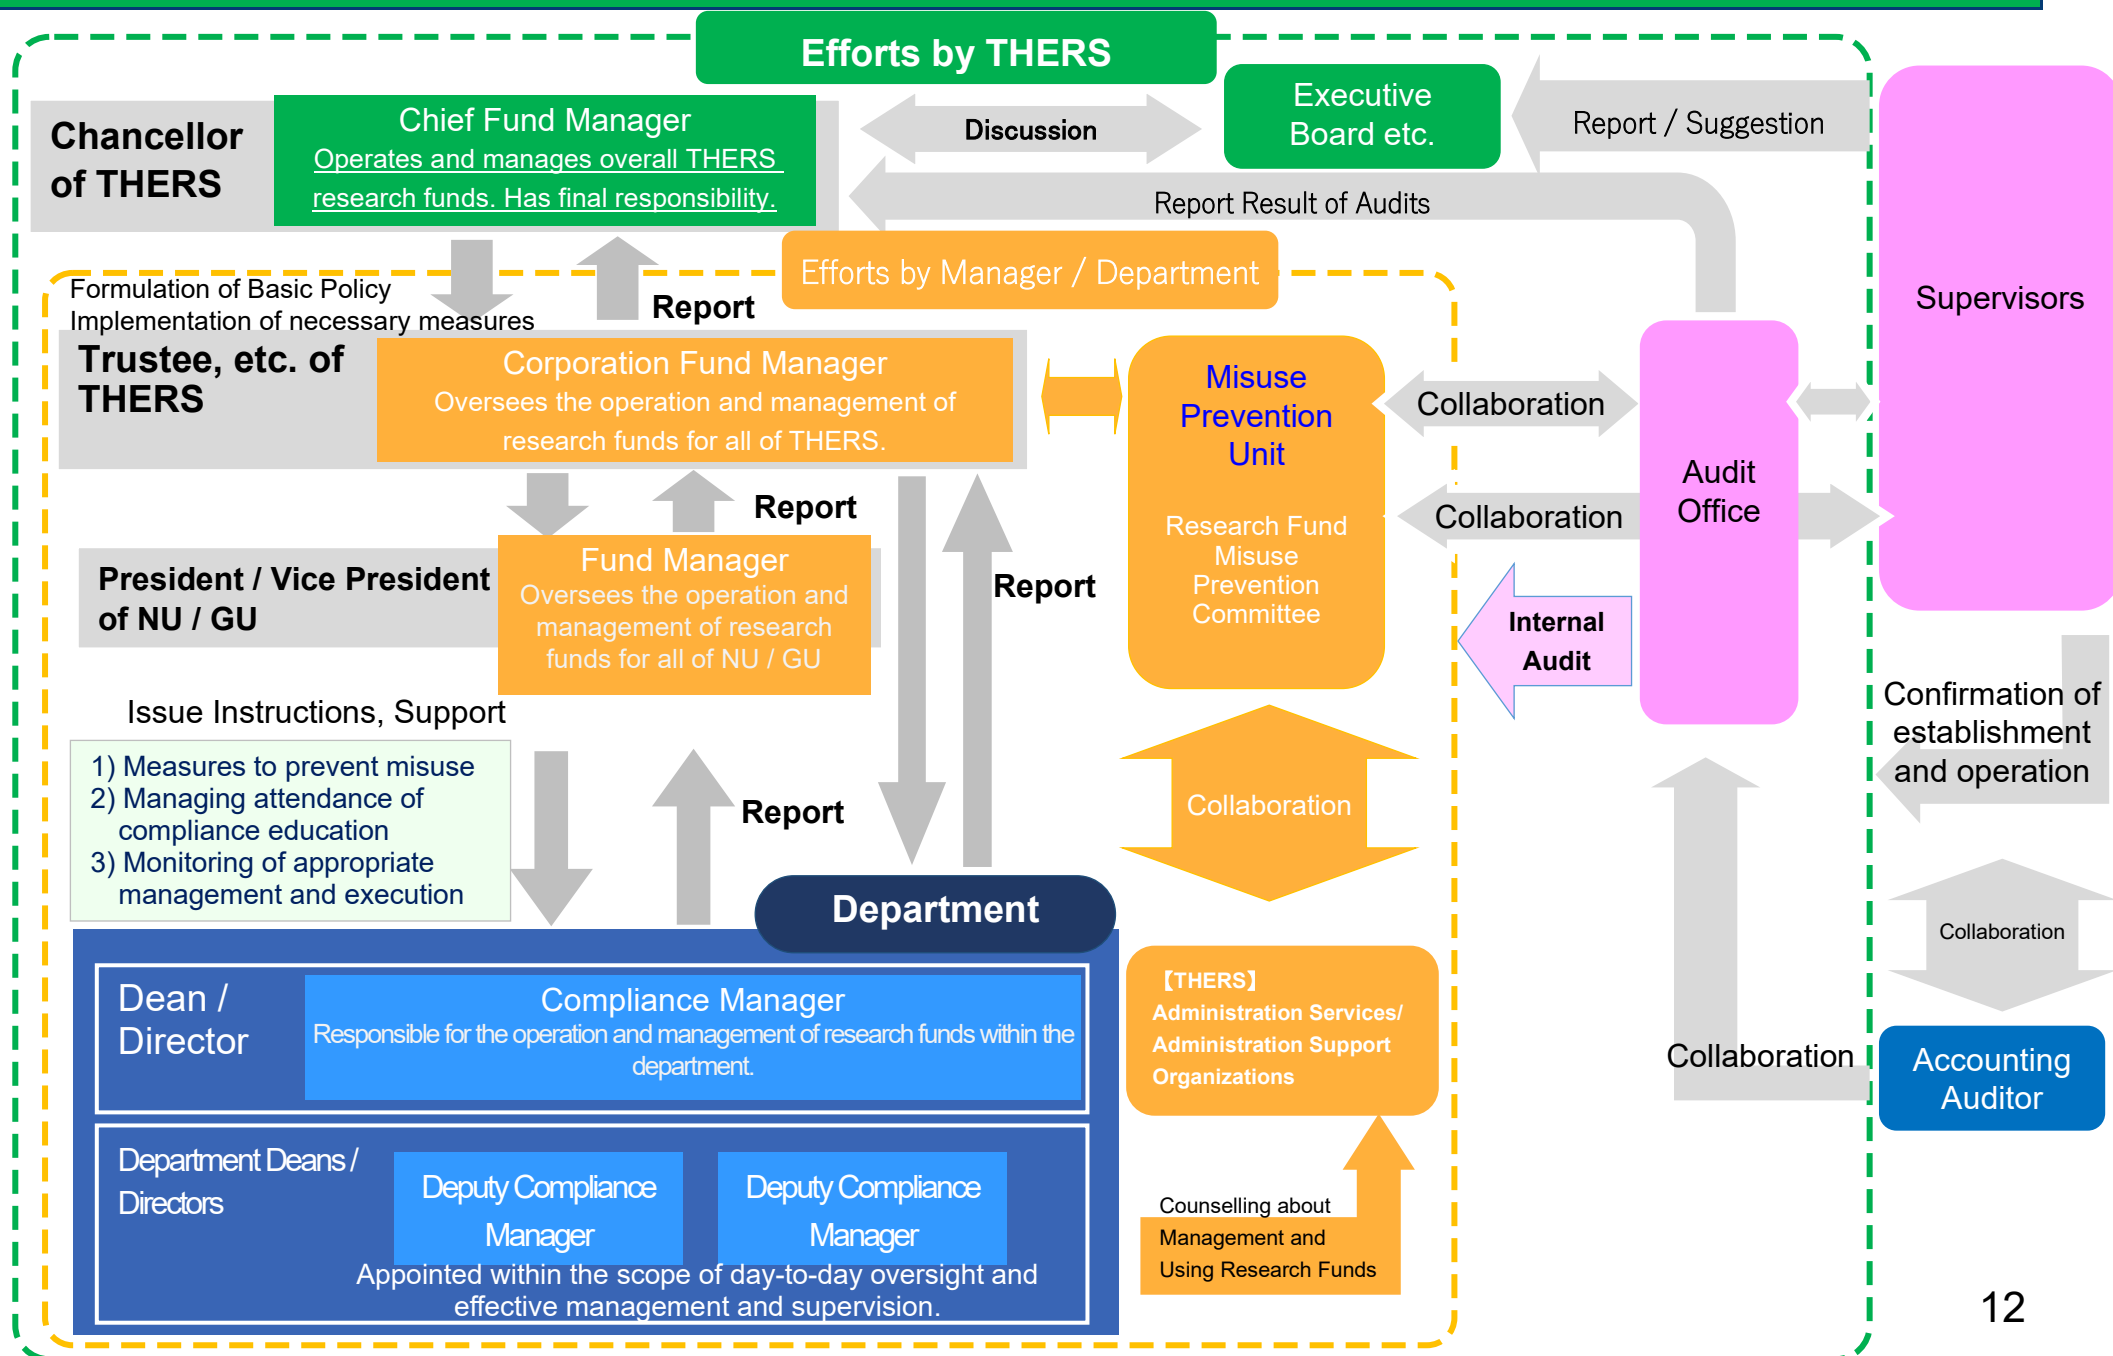 Efforts by THERS
Chancellor
of THERS
Chief Fund Manager
Operates and manages overall THERS
research funds. Has final responsibility.
Discussion
Executive
Board etc.
Report / Suggestion
Report Result of Audits
Supervisors
Efforts by Manager / Department
Formulation of Basic Policy
Implementation of necessary measures
Report
Trustee, etc. of
THERS
Corporation Fund Manager
Oversees the operation and management of
research funds for all of THERS.
Misuse
Prevention
Unit
Research Fund
Misuse
Prevention
Committee
Collaboration
Collaboration
Audit
Office
Internal
Audit
Report
President / Vice President
of NU / GU
Fund Manager
Oversees the operation and
management of research
funds for all of NU / GU
Report
Issue Instructions, Support
1) Measures to prevent misuse
2) Managing attendance of
compliance education
3) Monitoring of appropriate
management and execution
Report
Collaboration
Confirmation of
establishment
and operation
Collaboration
Department
Dean /
Director
Compliance Manager
Responsible for the operation and management of research funds within the
department.
【THERS】
Administration Services/
Administration Support
Organizations
Collaboration
Accounting
Auditor
Department Deans /
Directors
Deputy Compliance
Manager
Deputy Compliance
Manager
Appointed within the scope of day-to-day oversight and
effective management and supervision.
Counselling about
Management and
Using Research Funds
12